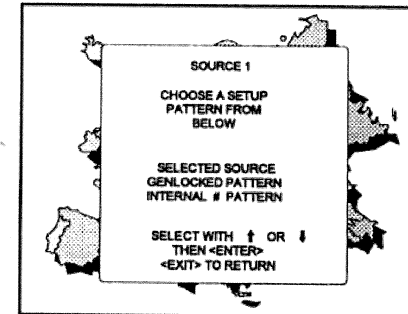 SOURCE 1
CHOOSE A SETUP
PATTERN FROM
BELOW
SELECTED SOURCE
GENLOCKED PATTERN
INTERNAL # PATTERN
SELECT WITH ⬆ OR ⬇
THEN <ENTER>
<EXIT> TO RETURN